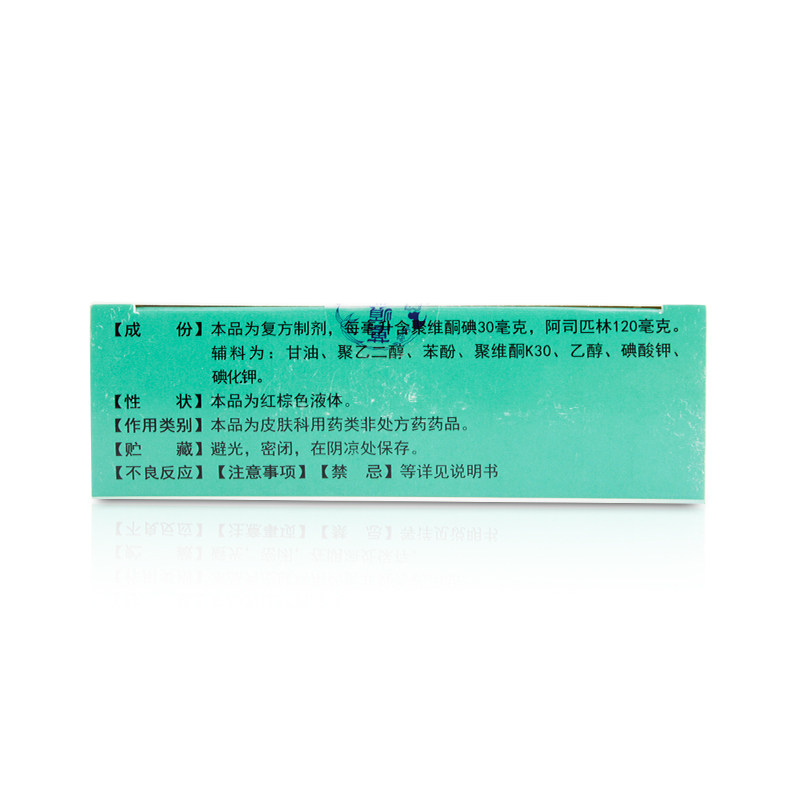 【成　份】本品为复方制剂，每毫升含聚维酮碘30毫克，阿司匹林120毫克。
辅料为：甘油、聚乙二醇、苯酚、聚维酮K30、乙醇、碘酸钾、
碘化钾。
【性　状】本品为红棕色液体。
【作用类别】本品为皮肤科用药类非处方药药品。
【贮　藏】避光，密闭，在阴凉处保存。
【不良反应】【注意事项】【禁　忌】等详见说明书